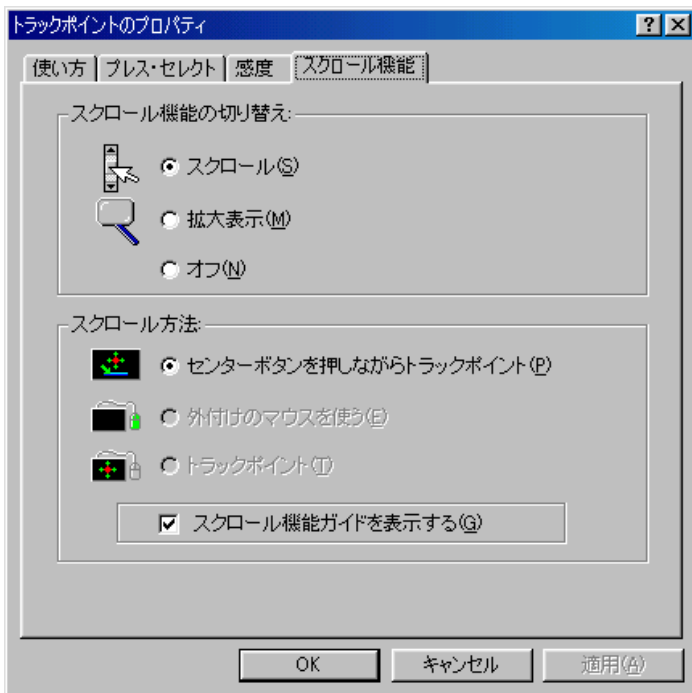 トラックポイントのプロパティ
使い方 プレス・セレクト 感度 スクロール機能
スクロール機能の切り替え:
スクロール(S)
拡大表示(M)
オフ(N)
スクロール方法:
センターボタンを押しながらトラックポイント(P)
外付けのマウスを使う(E)
トラックポイント(T)
スクロール機能ガイドを表示する(G)
OK キャンセル 適用(A)